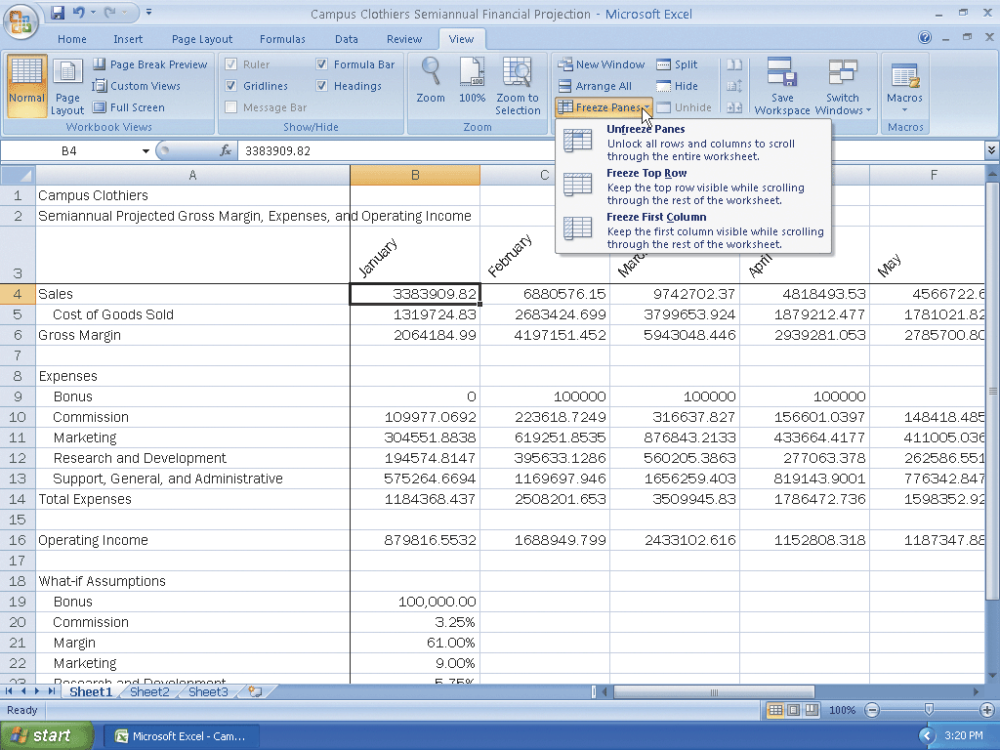 Campus Clothiers Semiannual Financial Projection - Microsoft Excel
Home Insert Page Layout Formulas Data Review View
Normal
Page Layout
Page Break Preview
Custom Views
Full Screen
Workbook Views
Ruler
Gridlines
Message Bar
Formula Bar
Headings
Show/Hide
Zoom
100%
Zoom to Selection
Zoom
New Window
Arrange All
Freeze Panes
Split
Hide
Unhide
Save Workspace
Switch Windows
Macros
Macros
B4 fx 3383909.82
Unfreeze Panes
Unlock all rows and columns to scroll
through the entire worksheet.
Freeze Top Row
Keep the top row visible while scrolling
through the rest of the worksheet.
Freeze First Column
Keep the first column visible while scrolling
through the rest of the worksheet.
A B C F
1 Campus Clothiers
2 Semiannual Projected Gross Margin, Expenses, and Operating Income
3 January February March April May
4 Sales 3383909.82 6880576.15 9742702.37 4818493.53 4566722.6
5 Cost of Goods Sold 1319724.83 2683424.699 3799653.924 1879212.477 1781021.82
6 Gross Margin 2064184.99 4197151.452 5943048.446 2939281.053 2785700.80
7
8 Expenses
9 Bonus 0 100000 100000 100000
10 Commission 109977.0692 223618.7249 316637.827 156601.0397 148418.485
11 Marketing 304551.8838 619251.8535 876843.2133 433664.4177 411005.036
12 Research and Development 194574.8147 395633.1286 560205.3863 277063.378 262586.551
13 Support, General, and Administrative 575264.6694 1169697.946 1656259.403 819143.9001 776342.847
14 Total Expenses 1184368.437 2508201.653 3509945.83 1786472.736 1598352.92
15
16 Operating Income 879816.5532 1688949.799 2433102.616 1152808.318 1187347.88
17
18 What-if Assumptions
19 Bonus 100,000.00
20 Commission 3.25%
21 Margin 61.00%
22 Marketing 9.00%
23 Research and Development 5.75%
Sheet1 Sheet2 Sheet3
Ready 100%
start Microsoft Excel - Cam... 3:20 PM